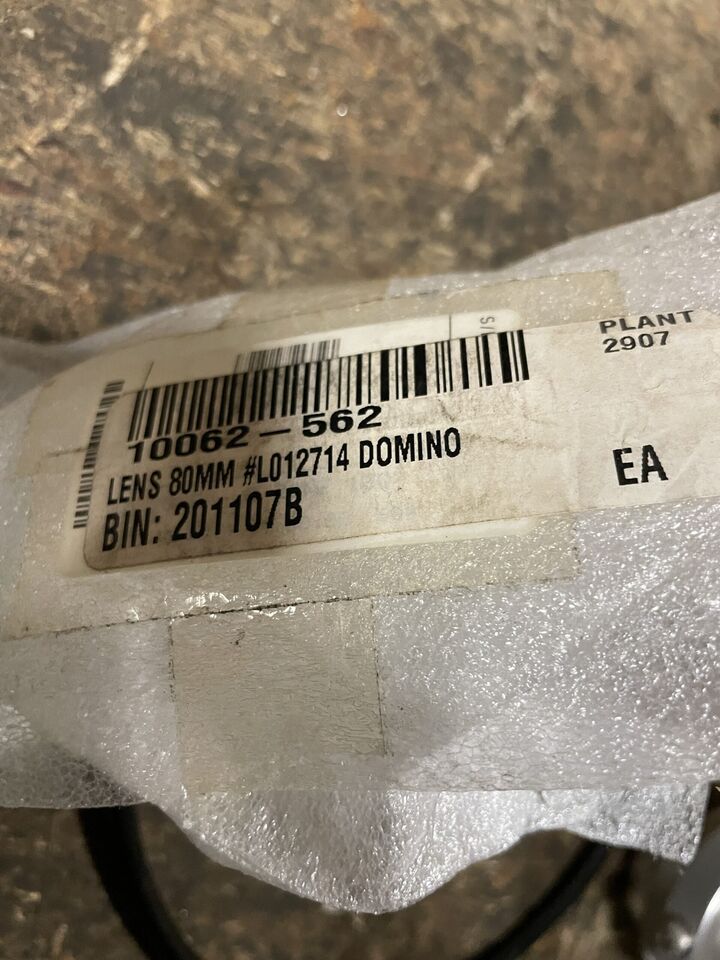 PLANT
2907
10062-562
LENS 80MM #L012714 DOMINO
EA
BIN: 201107B